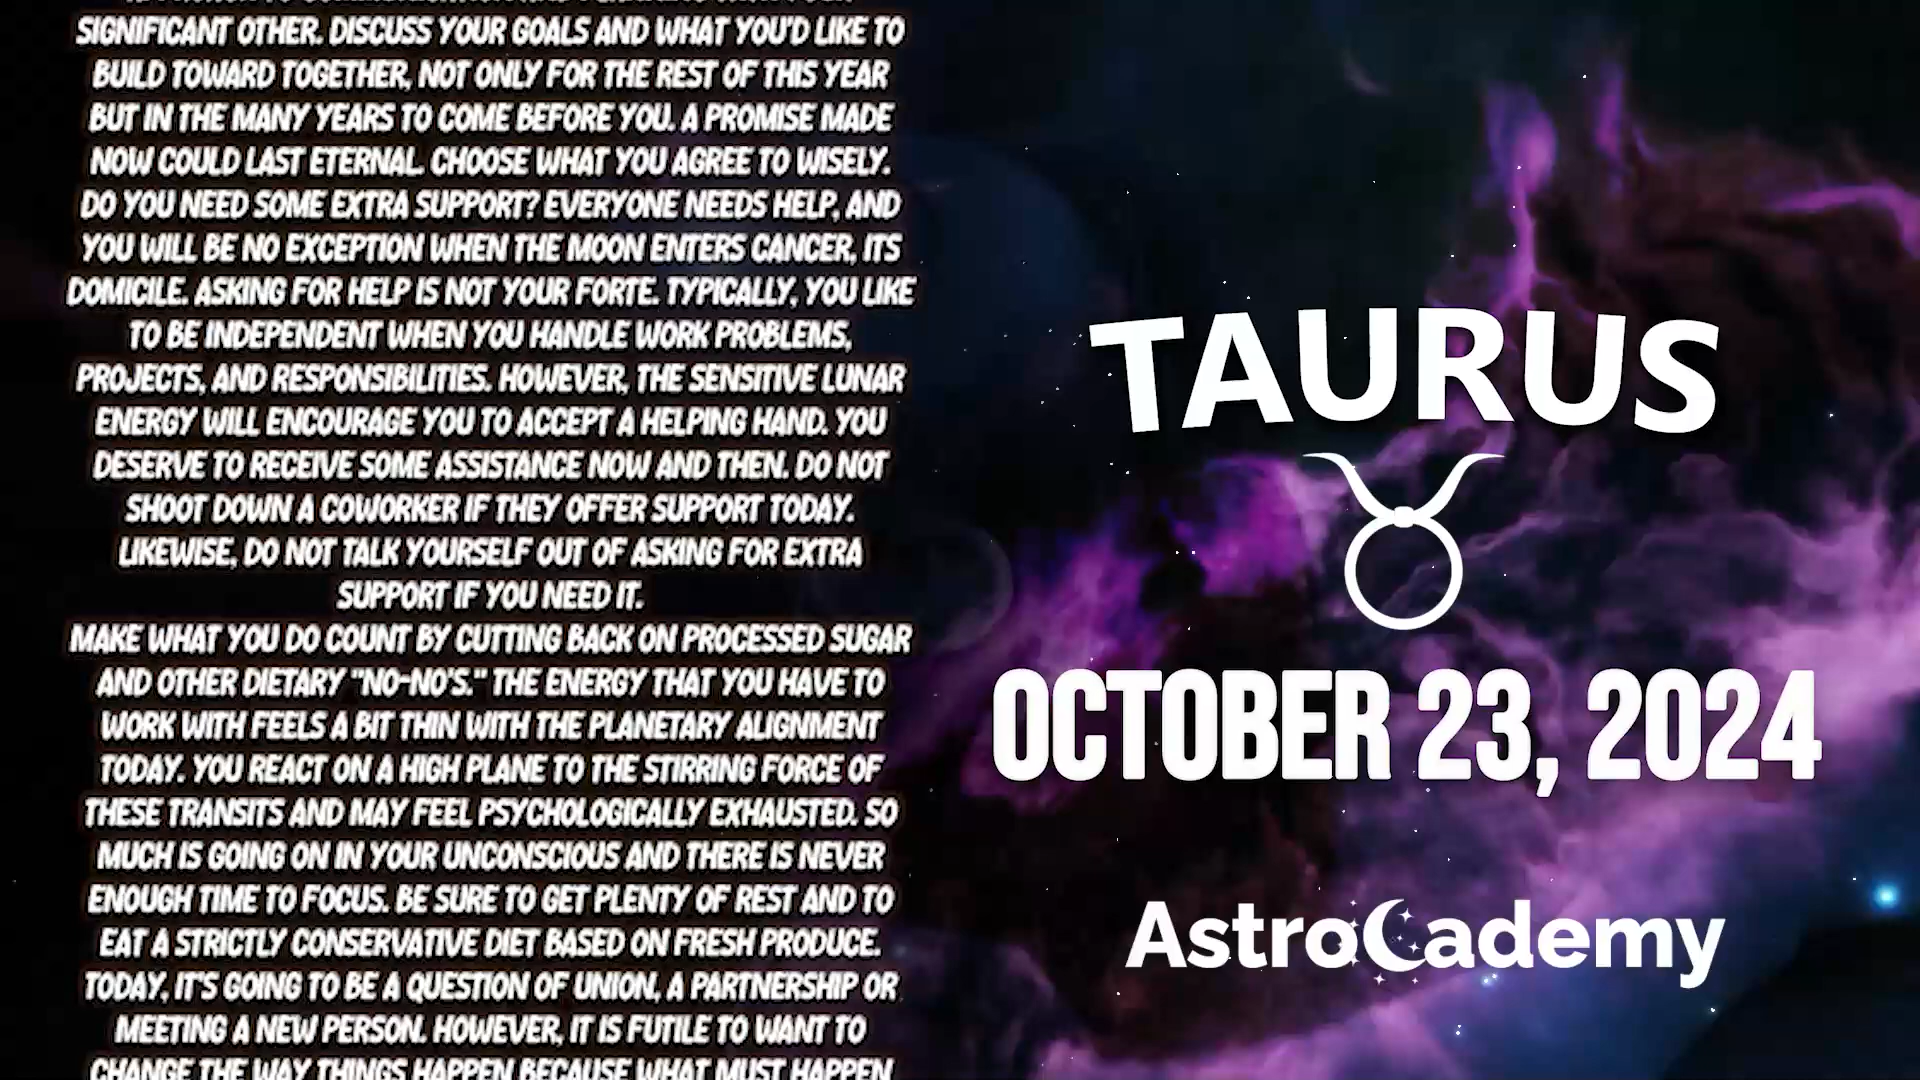 SIGNIFICANT OTHER. DISCUSS YOUR GOALS AND WHAT YOU'D LIKE TO
BUILD TOWARD TOGETHER, NOT ONLY FOR THE REST OF THIS YEAR
BUT IN THE MANY YEARS TO COME BEFORE YOU. A PROMISE MADE
NOW COULD LAST ETERNAL. CHOOSE WHAT YOU AGREE TO WISELY.
DO YOU NEED SOME EXTRA SUPPORT? EVERYONE NEEDS HELP, AND
YOU WILL BE NO EXCEPTION WHEN THE MOON ENTERS CANCER, ITS
DOMICILE. ASKING FOR HELP IS NOT YOUR FORTE. TYPICALLY, YOU LIKE
TO BE INDEPENDENT WHEN YOU HANDLE WORK PROBLEMS,
PROJECTS, AND RESPONSIBILITIES. HOWEVER, THE SENSITIVE LUNAR
ENERGY WILL ENCOURAGE YOU TO ACCEPT A HELPING HAND. YOU
DESERVE TO RECEIVE SOME ASSISTANCE NOW AND THEN. DO NOT
SHOOT DOWN A COWORKER IF THEY OFFER SUPPORT TODAY.
LIKEWISE, DO NOT TALK YOURSELF OUT OF ASKING FOR EXTRA
SUPPORT IF YOU NEED IT.
MAKE WHAT YOU DO COUNT BY CUTTING BACK ON PROCESSED SUGAR
AND OTHER DIETARY "NO-NO'S." THE ENERGY THAT YOU HAVE TO
WORK WITH FEELS A BIT THIN WITH THE PLANETARY ALIGNMENT
TODAY. YOU REACT ON A HIGH PLANE TO THE STIRRING FORCE OF
THESE TRANSITS AND MAY FEEL PSYCHOLOGICALLY EXHAUSTED. SO
MUCH IS GOING ON IN YOUR UNCONSCIOUS AND THERE IS NEVER
ENOUGH TIME TO FOCUS. BE SURE TO GET PLENTY OF REST AND TO
EAT A STRICTLY CONSERVATIVE DIET BASED ON FRESH PRODUCE.
TODAY, IT'S GOING TO BE A QUESTION OF UNION, A PARTNERSHIP OR
MEETING A NEW PERSON. HOWEVER, IT IS FUTILE TO WANT TO
CHANGE THE WAY THINGS HAPPEN BECAUSE WHAT MUST HAPPEN
TAURUS
OCTOBER 23, 2024
AstroCademy